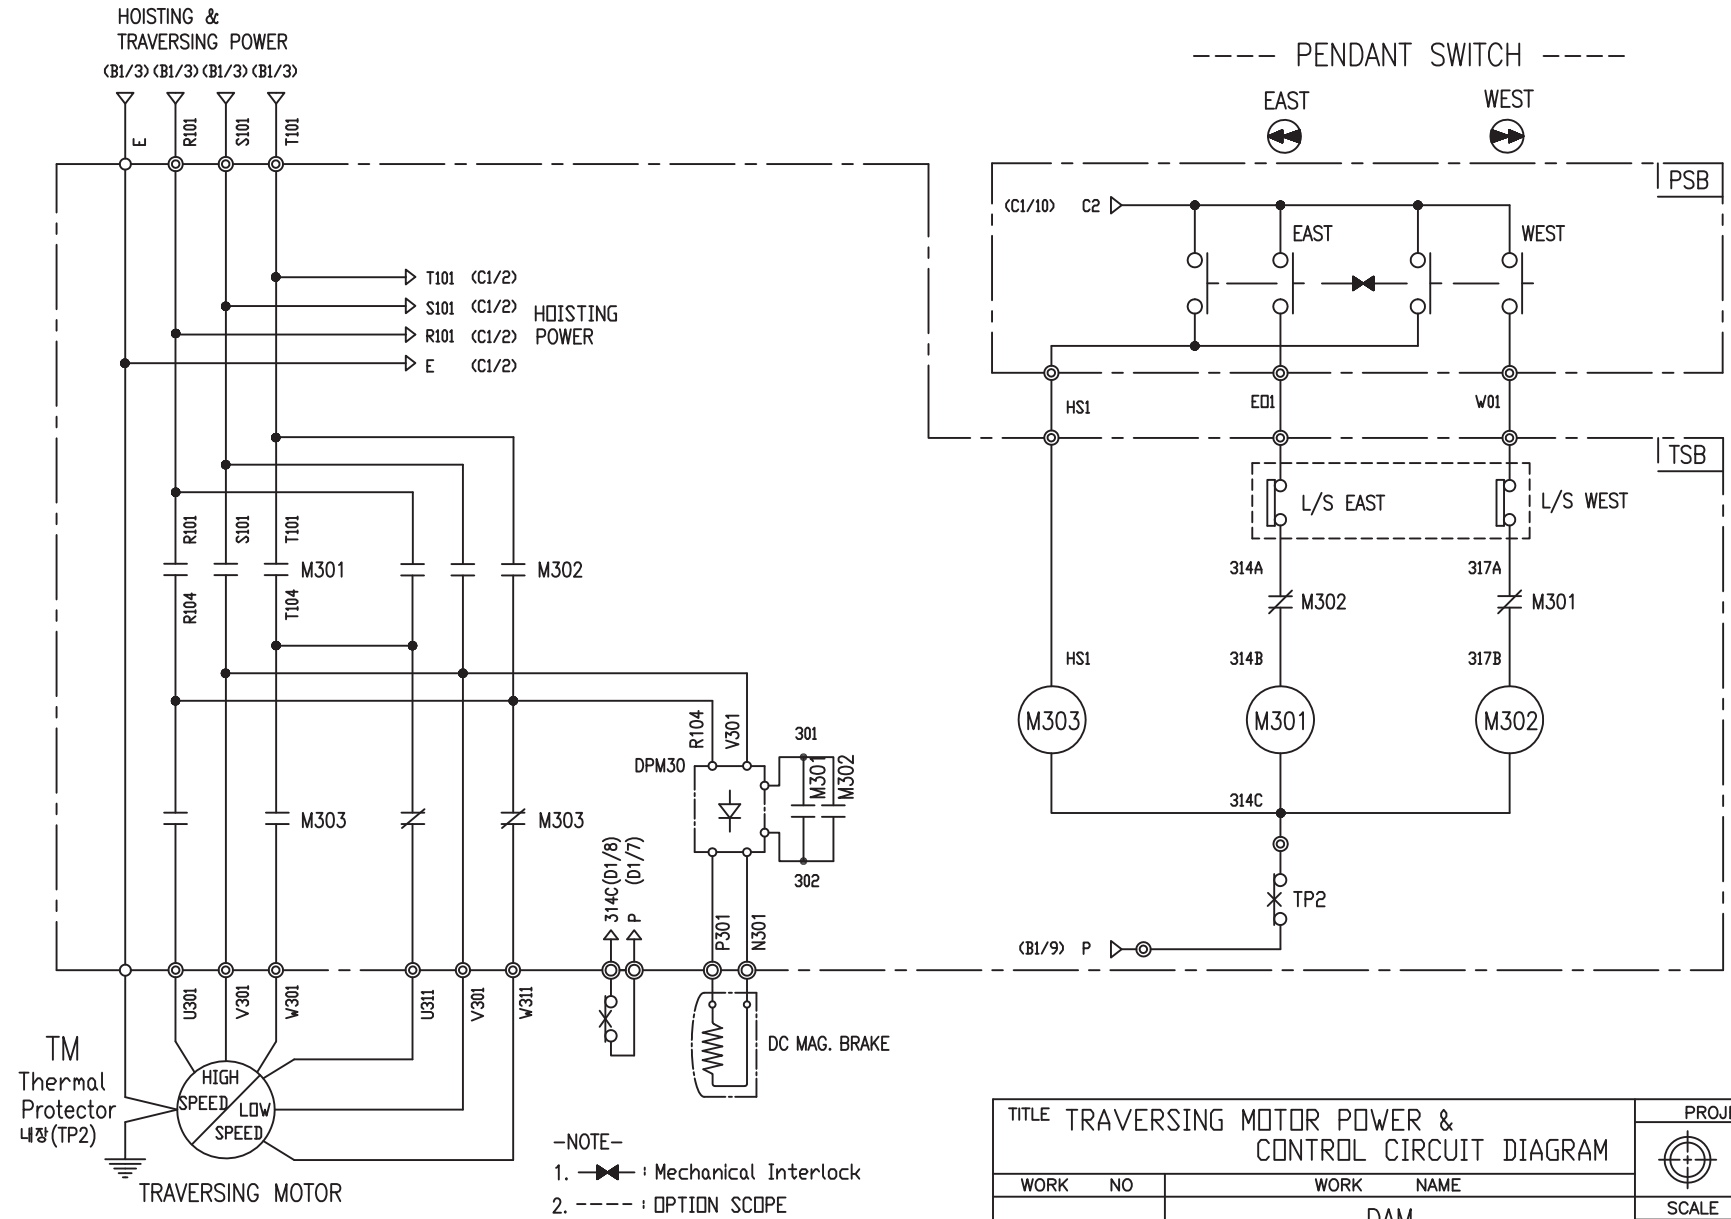 HOISTING &
TRAVERSING POWER
(B1/3) (B1/3) (B1/3) (B1/3)
E
R101
S101
T101
T101 (C1/2)
S101 (C1/2)
R101 (C1/2)
E (C1/2)
HOISTING
POWER
R101
S101
T101
M301
M302
R104
T104
R104
V301
DPM30
301
M301
M302
302
M303
M303
314C(D1/8)
P (D1/7)
P301
N301
U301
V301
W301
U311
V301
W311
DC MAG. BRAKE
TM
Thermal
Protector
내장(TP2)
HIGH
SPEED
LOW
SPEED
TRAVERSING MOTOR
-NOTE-
1. : Mechanical Interlock
2. ---- : OPTION SCOPE
---- PENDANT SWITCH ----
EAST
WEST
PSB
(C1/10) C2
EAST
WEST
HS1
E01
W01
TSB
L/S EAST
L/S WEST
314A
317A
M302
M301
HS1
314B
317B
M303
M301
M302
314C
TP2
(B1/9) P
TITLE TRAVERSING MOTOR POWER &
CONTROL CIRCUIT DIAGRAM
PROJE
WORK NO
WORK NAME
SCALE